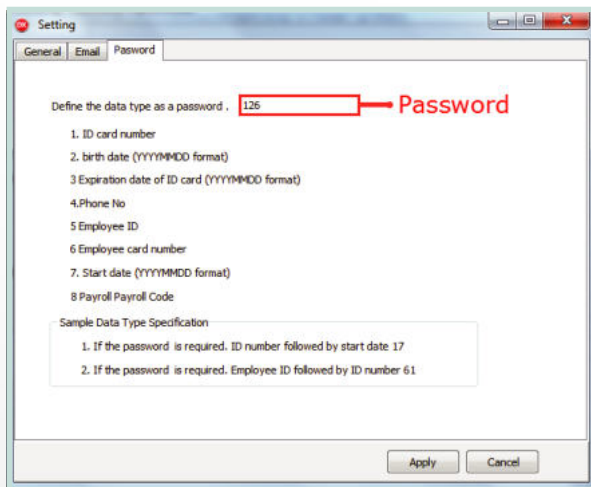 Setting
General Email Pasword
Define the data type as a password . 126 Password
1. ID card number
2. birth date (YYYYMMDD format)
3 Expiration date of ID card (YYYYMMDD format)
4.Phone No
5 Employee ID
6 Employee card number
7. Start date (YYYYMMDD format)
8 Payroll Payroll Code
Sample Data Type Specification
1. If the password is required. ID number followed by start date 17
2. If the password is required. Employee ID followed by ID number 61
Apply Cancel